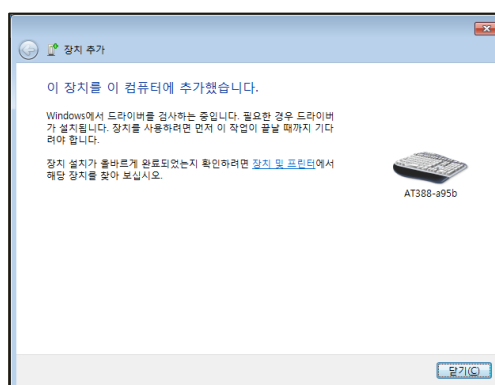 장치 추가
이 장치를 이 컴퓨터에 추가했습니다.
Windows에서 드라이버를 검사하는 중입니다. 필요한 경우 드라이버
가 설치됩니다. 장치를 사용하려면 먼저 이 작업이 끝날 때까지 기다
려야 합니다.
장치 설치가 올바르게 완료되었는지 확인하려면 장치 및 프린터에서
해당 장치를 찾아 보십시오.
AT388-a95b
닫기(C)